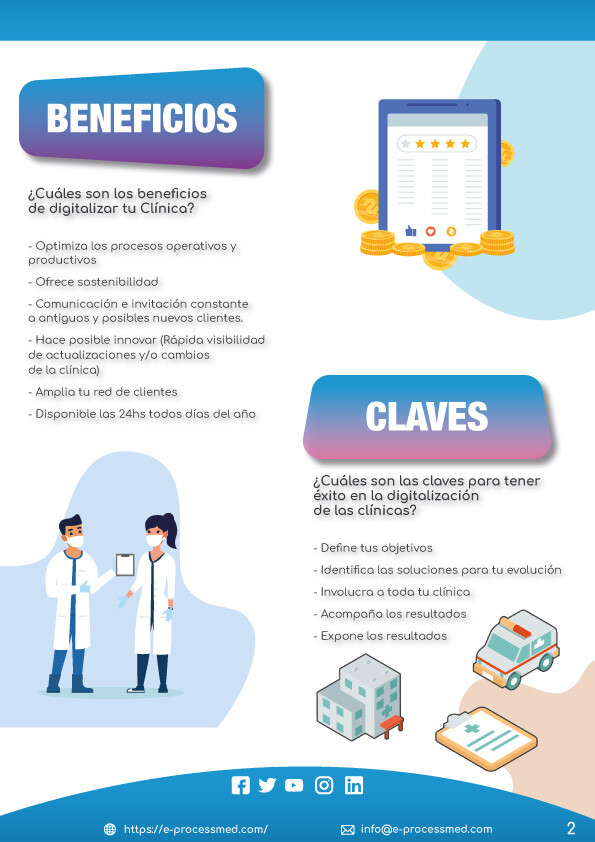 BENEFICIOS
¿Cuáles son los beneficios
de digitalizar tu Clínica?
- Optimiza los procesos operativos y
productivos
- Ofrece sostenibilidad
- Comunicación e invitación constante
a antiguos y posibles nuevos clientes.
- Hace posible innovar (Rápida visibilidad
de actualizaciones y/o cambios
de la clínica)
- Amplia tu red de clientes
- Disponible las 24hs todos días del año
CLAVES
¿Cuáles son las claves para tener
éxito en la digitalización
de las clínicas?
- Define tus objetivos
- Identifica las soluciones para tu evolución
- Involucra a toda tu clínica
- Acompaña los resultados
- Expone los resultados
https://e-processmed.com/
info@e-processmed.com
2